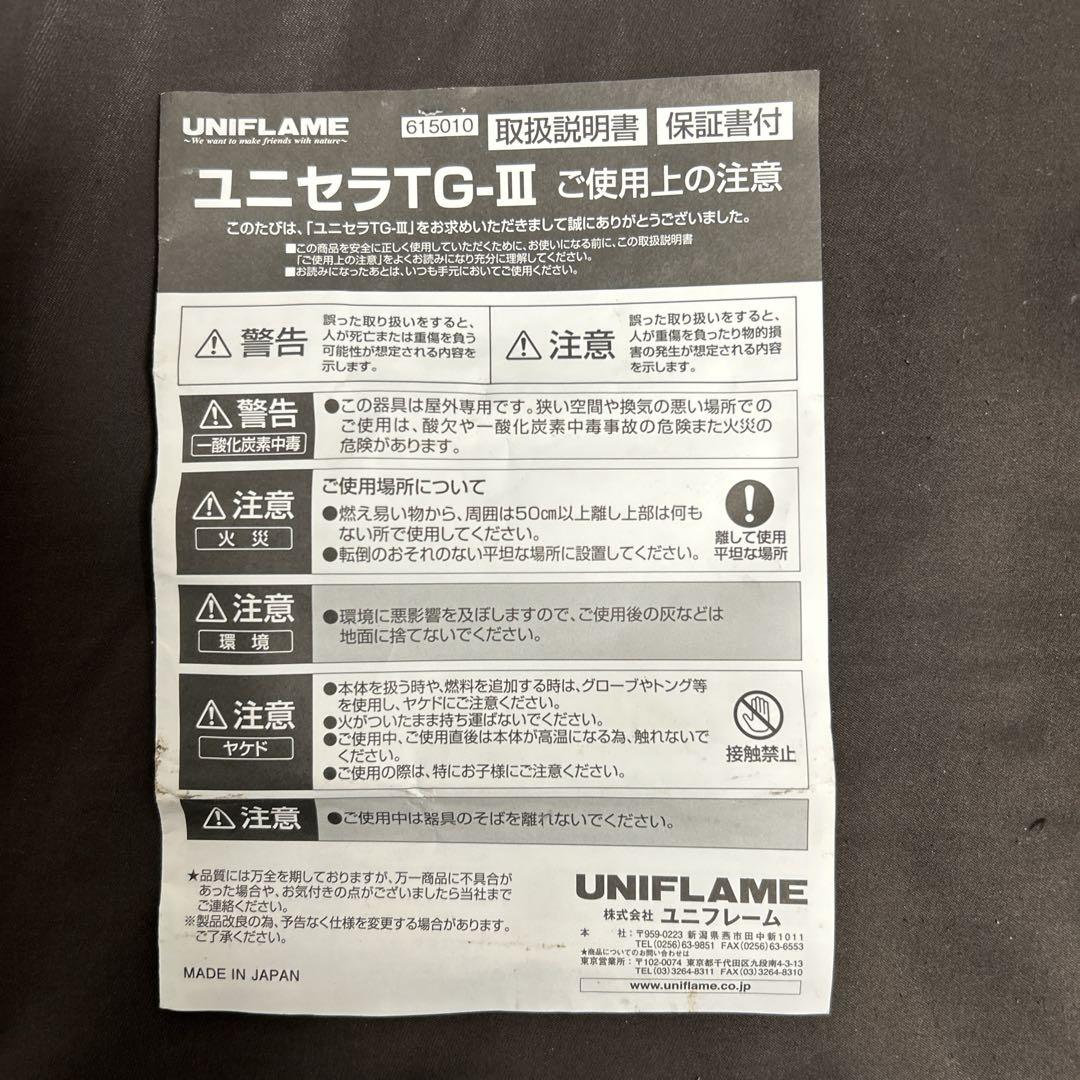 UNIFLAME
~We want to make friends with nature~
615010 取扱説明書 保証書付
ユニセラTG-Ⅲ ご使用上の注意
このたびは、「ユニセラTG-Ⅲ」をお求めいただきまして誠にありがとうございました。
■この商品を安全に正しく使用していただくために、お使いになる前に、この取扱説明書
「ご使用上の注意」をよくお読みになり充分に理解してください。
■お読みになったあとは、いつも手元においてご使用ください。
警告
誤った取り扱いをすると、
人が死亡または重傷を負う
可能性が想定される内容を
示します。
注意
誤った取り扱いをすると、
人が重傷を負ったり物的損
害の発生が想定される内容
を示します。
警告
一酸化炭素中毒
●この器具は屋外専用です。狭い空間や換気の悪い場所での
ご使用は、酸欠や一酸化炭素中毒事故の危険また火災の
危険があります。
注意
火災
ご使用場所について
●燃え易い物から、周囲は50cm以上離し上部は何も
ない所で使用してください。
●転倒のおそれのない平坦な場所に設置してください。
離して使用
平坦な場所
注意
環境
●環境に悪影響を及ぼしますので、ご使用後の灰などは
地面に捨てないでください。
注意
ヤケド
●本体を扱う時や、燃料を追加する時は、グローブやトング等
を使用し、ヤケドにご注意ください。
●火がついたまま持ち運ばないでください。
●ご使用中、ご使用直後は本体が高温になる為、触れないで
ください。
●ご使用の際は、特にお子様にご注意ください。
接触禁止
注意
●ご使用中は器具のそばを離れないでください。
★品質には万全を期しておりますが、万一商品に不具合が
あった場合や、お気付きの点がございましたら当社まで
ご連絡ください。
※製品改良の為、予告なく仕様を変更する場合があります。
ご了承ください。
MADE IN JAPAN
UNIFLAME
株式会社 ユニフレーム
本社:〒959-0223 新潟県燕市田中新1011
TEL(0256)63-9851 FAX(0256)63-6553
★商品についてのお問い合わせは
東京営業所:〒102-0074 東京都千代田区九段南4-3-13
TEL(03)3264-8311 FAX(03)3264-8310
www.uniflame.co.jp